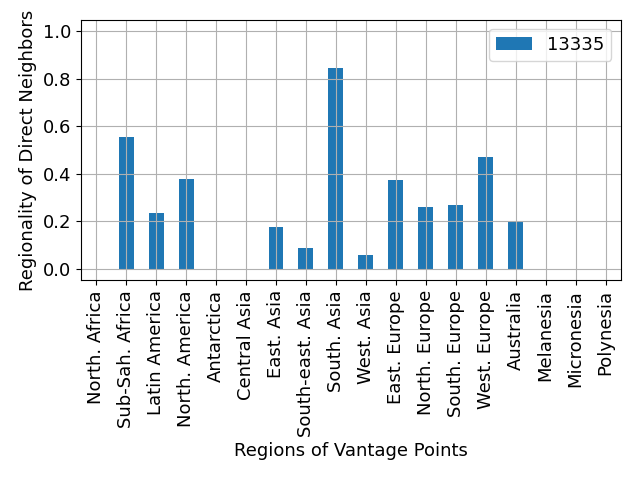 Regionality of Direct Neighbors
1.0
0.8
0.6
0.4
0.2
0.0
13335
North. Africa
Sub-Sah. Africa
Latin America
North. America
Antarctica
Central Asia
East. Asia
South-east. Asia
South. Asia
West. Asia
East. Europe
North. Europe
South. Europe
West. Europe
Australia
Melanesia
Micronesia
Polynesia
Regions of Vantage Points